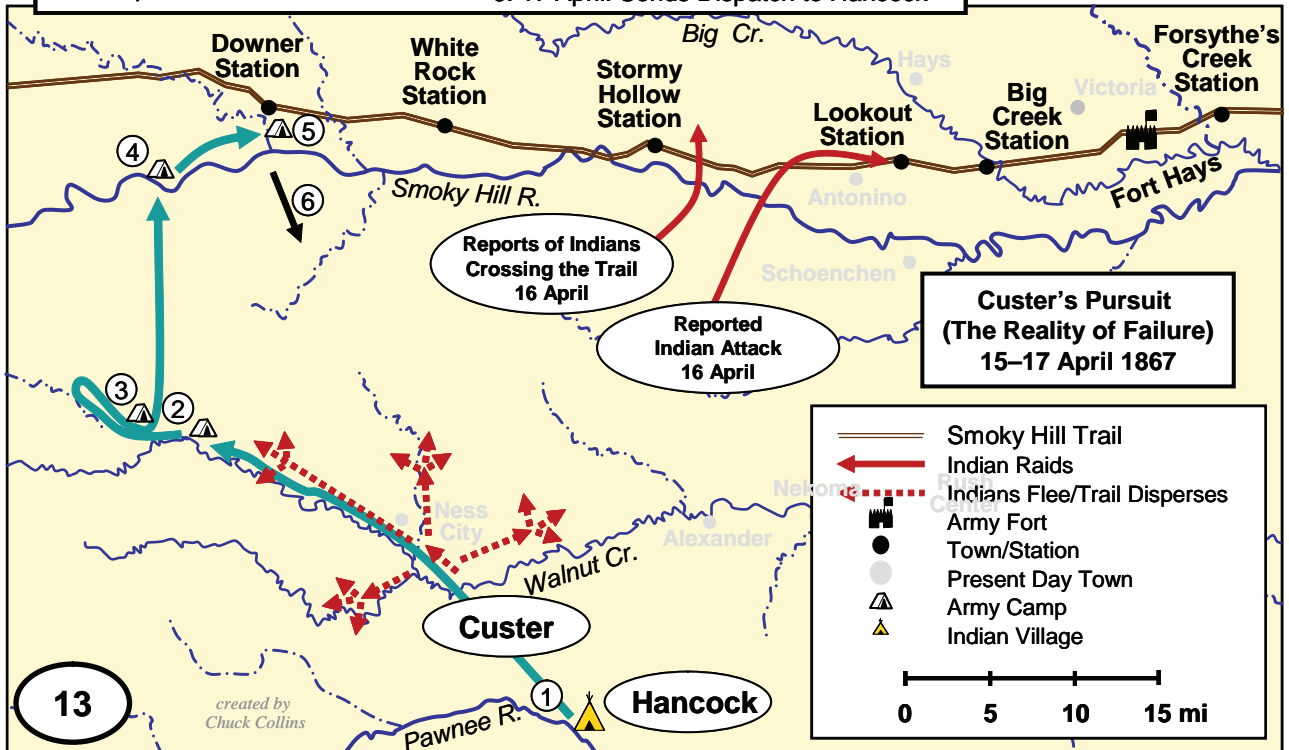 Big Cr.
Downer
Station
White
Rock
Station
Stormy
Hollow
Station
Hays
Lookout
Station
Big
Creek
Station
Victoria
Forsythe’s
Creek
Station
Fort Hays
Antonino
Schoenchen
Smoky Hill R.
4
5
6
Reports of Indians
Crossing the Trail
16 April
Reported
Indian Attack
16 April
Custer’s Pursuit
(The Reality of Failure)
15–17 April 1867
3
2
Ness
City
Alexander
Nekoma
Rush
Center
Walnut Cr.
Custer
1
Hancock
Pawnee R.
13
created by
Chuck Collins
Smoky Hill Trail
Indian Raids
Indians Flee/Trail Disperses
Army Fort
Town/Station
Present Day Town
Army Camp
Indian Village
0 5 10 15 mi